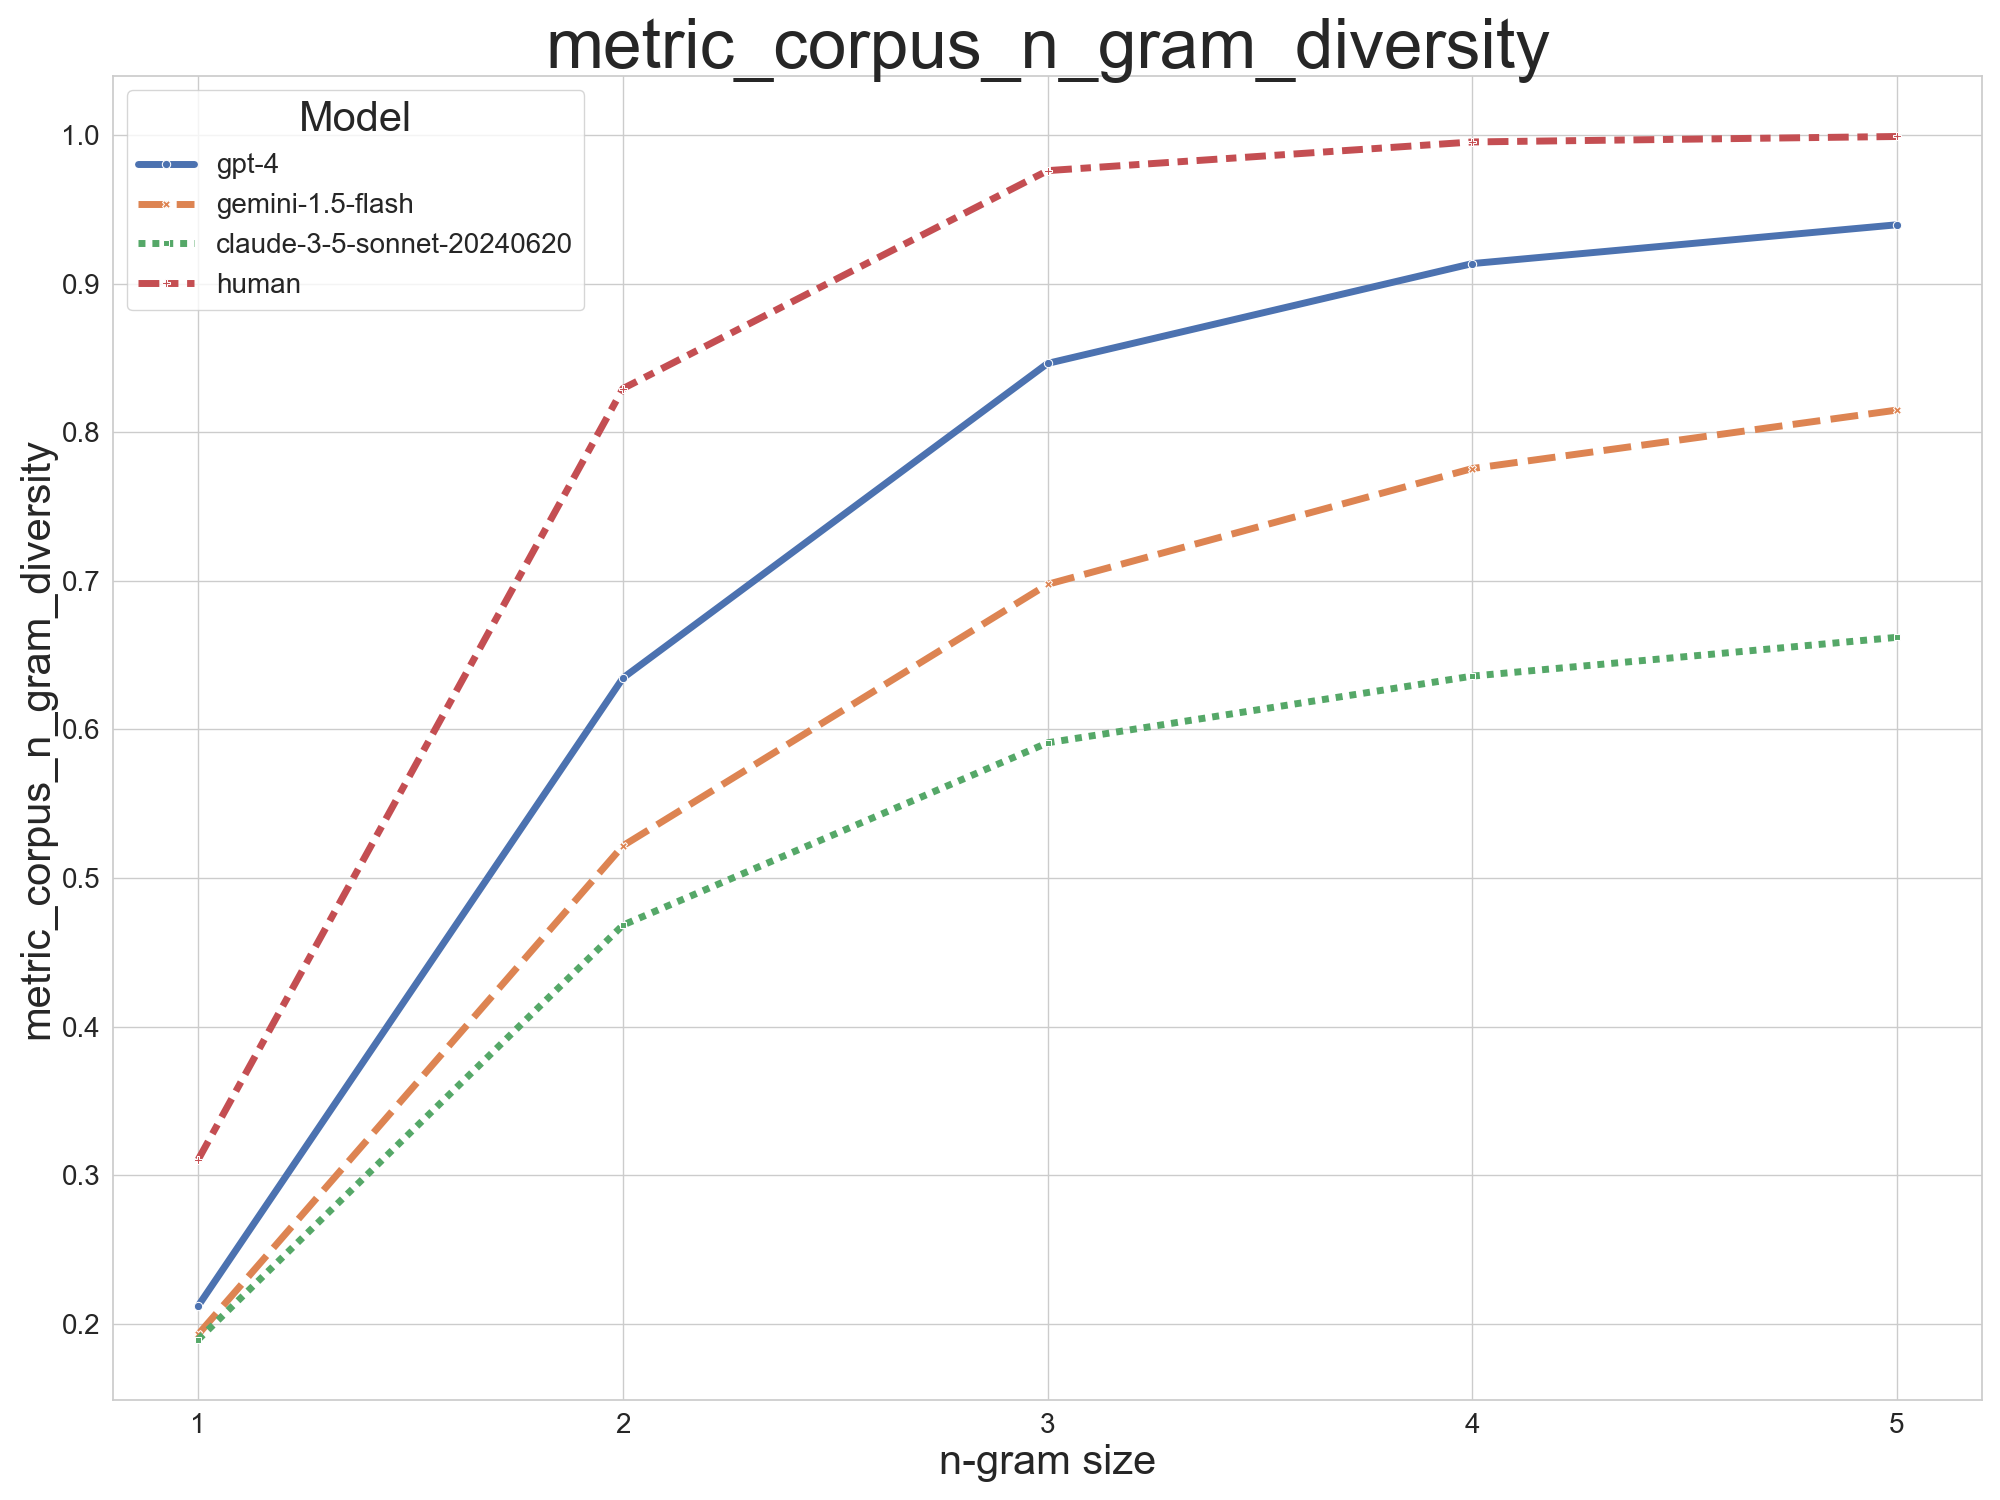 metric_corpus_n_gram_diversity
Model
gpt-4
gemini-1.5-flash
claude-3-5-sonnet-20240620
human
metric_corpus_n_gram_diversity
1.0
0.9
0.8
0.7
0.6
0.5
0.4
0.3
0.2
1 2 3 4 5
n-gram size